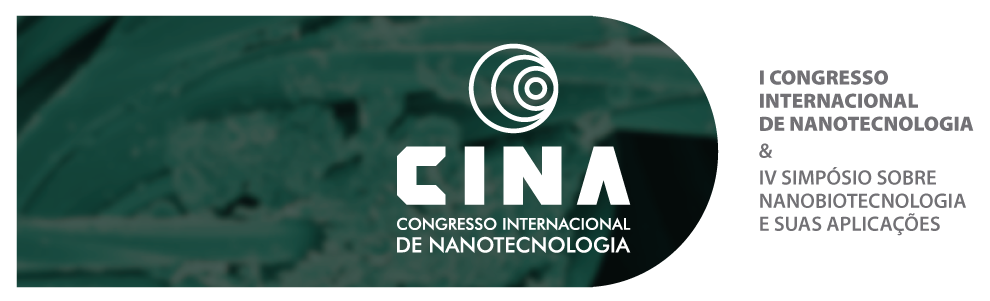 CINA
CONGRESSO INTERNACIONAL
DE NANOTECNOLOGIA
I CONGRESSO
INTERNACIONAL
DE NANOTECNOLOGIA
&
IV SIMPÓSIO SOBRE
NANOBIOTECNOLOGIA
E SUAS APLICAÇÕES